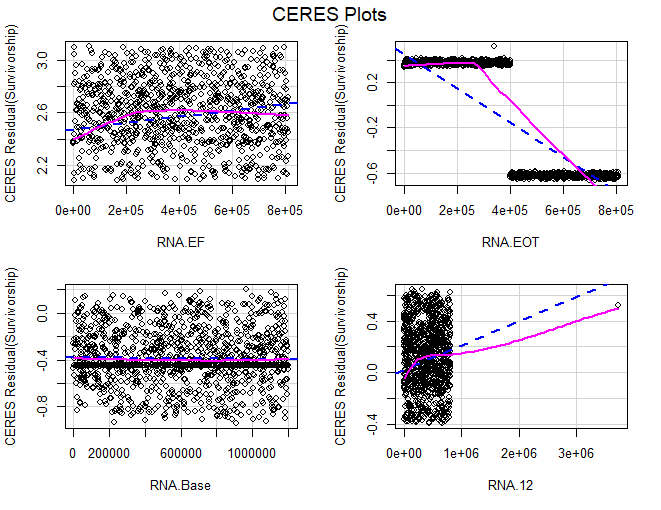 CERES Plots
CERES Residual(Survivorship)
2.2
2.6
3.0
0e+00 2e+05 4e+05 6e+05 8e+05
RNA.EF
CERES Residual(Survivorship)
-0.6
-0.2
0.2
0e+00 2e+05 4e+05 6e+05 8e+05
RNA.EOT
CERES Residual(Survivorship)
-0.8
-0.4
0.0
0 200000 600000 1000000
RNA.Base
CERES Residual(Survivorship)
-0.4
0.0
0.4
0e+00 1e+06 2e+06 3e+06
RNA.12